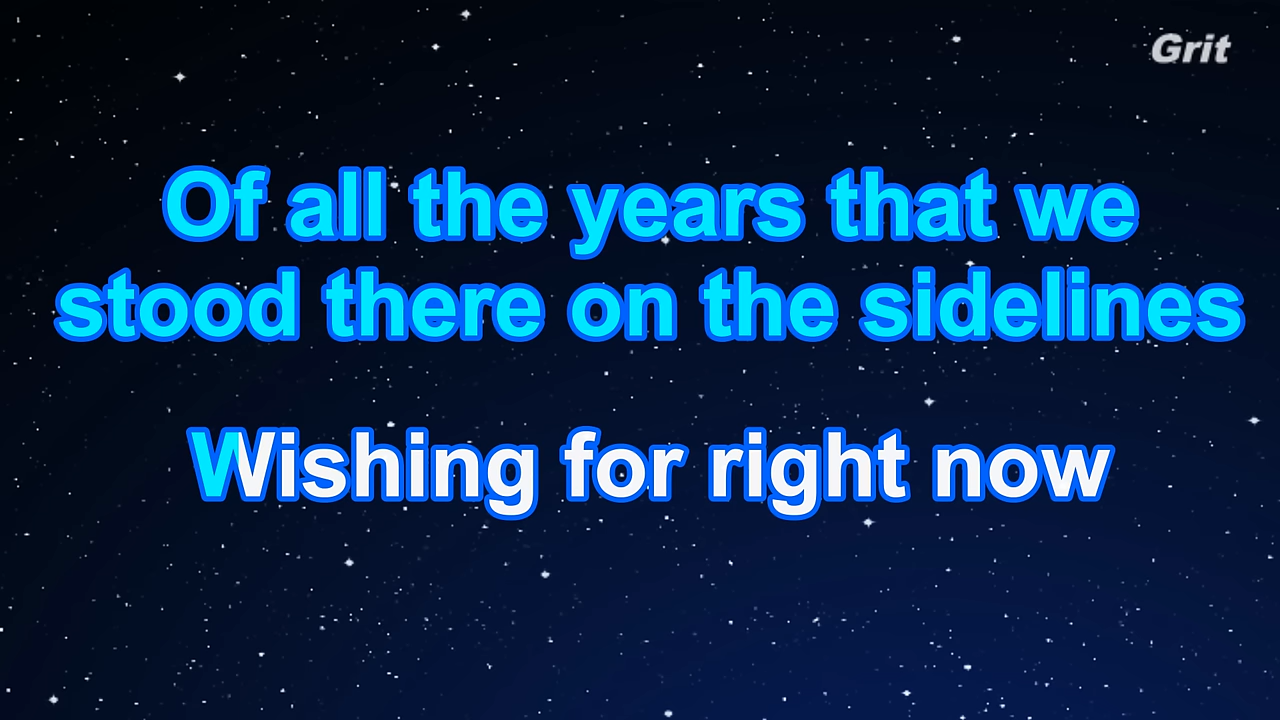 Grit
Of all the years that we
stood there on the sidelines
Wishing for right now